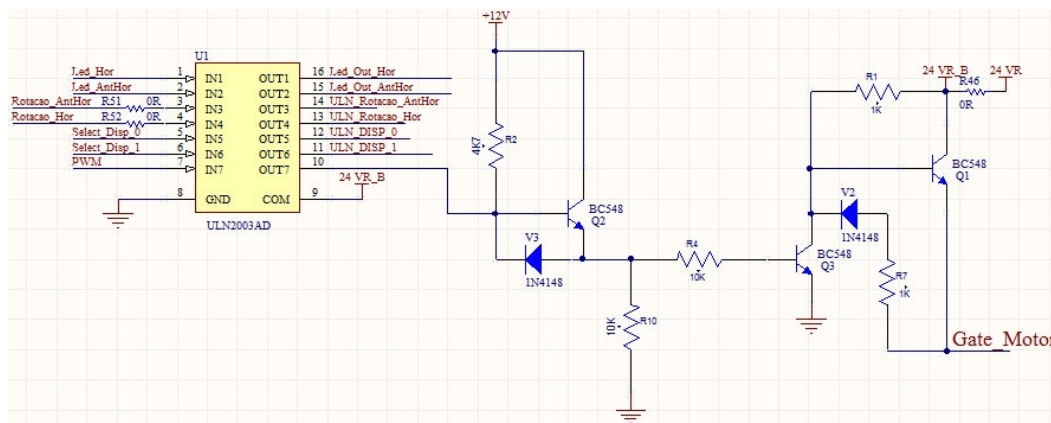 +12V
U1
Led_Hor 1 IN1 OUT1 16 Led_Out_Hor
Led_AntHor 2 IN2 OUT2 15 Led_Out_AntHor
Rotacao_AntHor R51 0R 3 IN3 OUT3 14 ULN_Rotacao_AntHor
Rotacao_Hor R52 0R 4 IN4 OUT4 13 ULN_Rotacao_Hor
Select_Disp_0 5 IN5 OUT5 12 ULN_DISP_0
Select_Disp_1 6 IN6 OUT6 11 ULN_DISP_1
PWM 7 IN7 OUT7 10
8 GND COM 9 24 VR_B
ULN2003AD
R2
4K7
BC548
Q2
V3
1N4148
R4
10K
R10
10K
R1
1K
24 VR_B R46 24 VR
0R
BC548
Q1
V2
1N4148
BC548
Q3
R7
1K
Gate_Motor